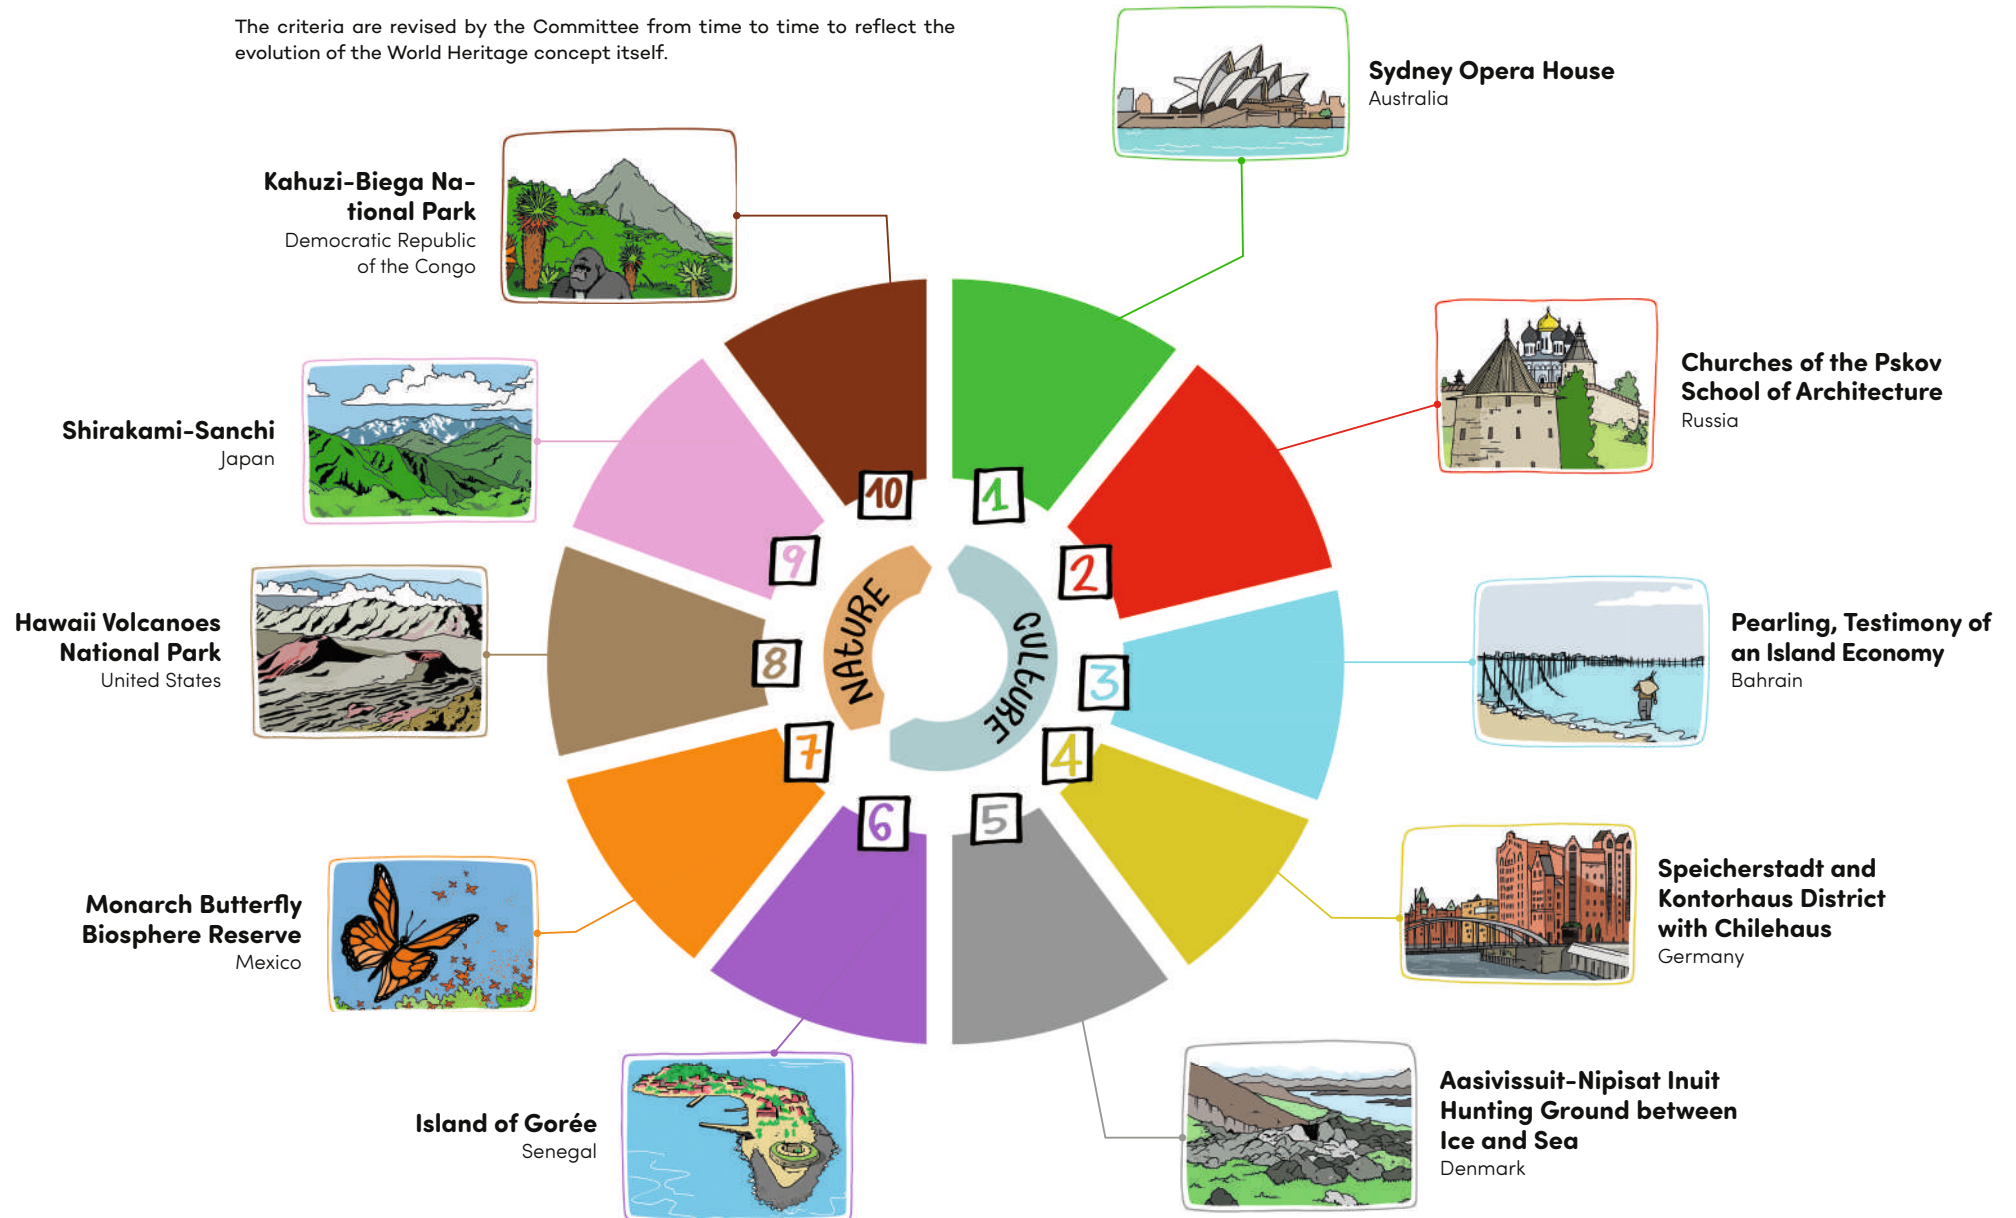 The criteria are revised by the Committee from time to time to reflect the
evolution of the World Heritage concept itself.
Sydney Opera House
Australia
Kahuzi-Biega Na-
tional Park
Democratic Republic
of the Congo
Churches of the Pskov
School of Architecture
Russia
Shirakami-Sanchi
Japan
Hawaii Volcanoes
National Park
United States
Pearling, Testimony of
an Island Economy
Bahrain
10
1
9
2
8
3
7
4
6
5
NATURE
CULTURE
Monarch Butterfly
Biosphere Reserve
Mexico
Speicherstadt and
Kontorhaus District
with Chilehaus
Germany
Island of Gorée
Senegal
Aasivissuit-Nipisat Inuit
Hunting Ground between
Ice and Sea
Denmark